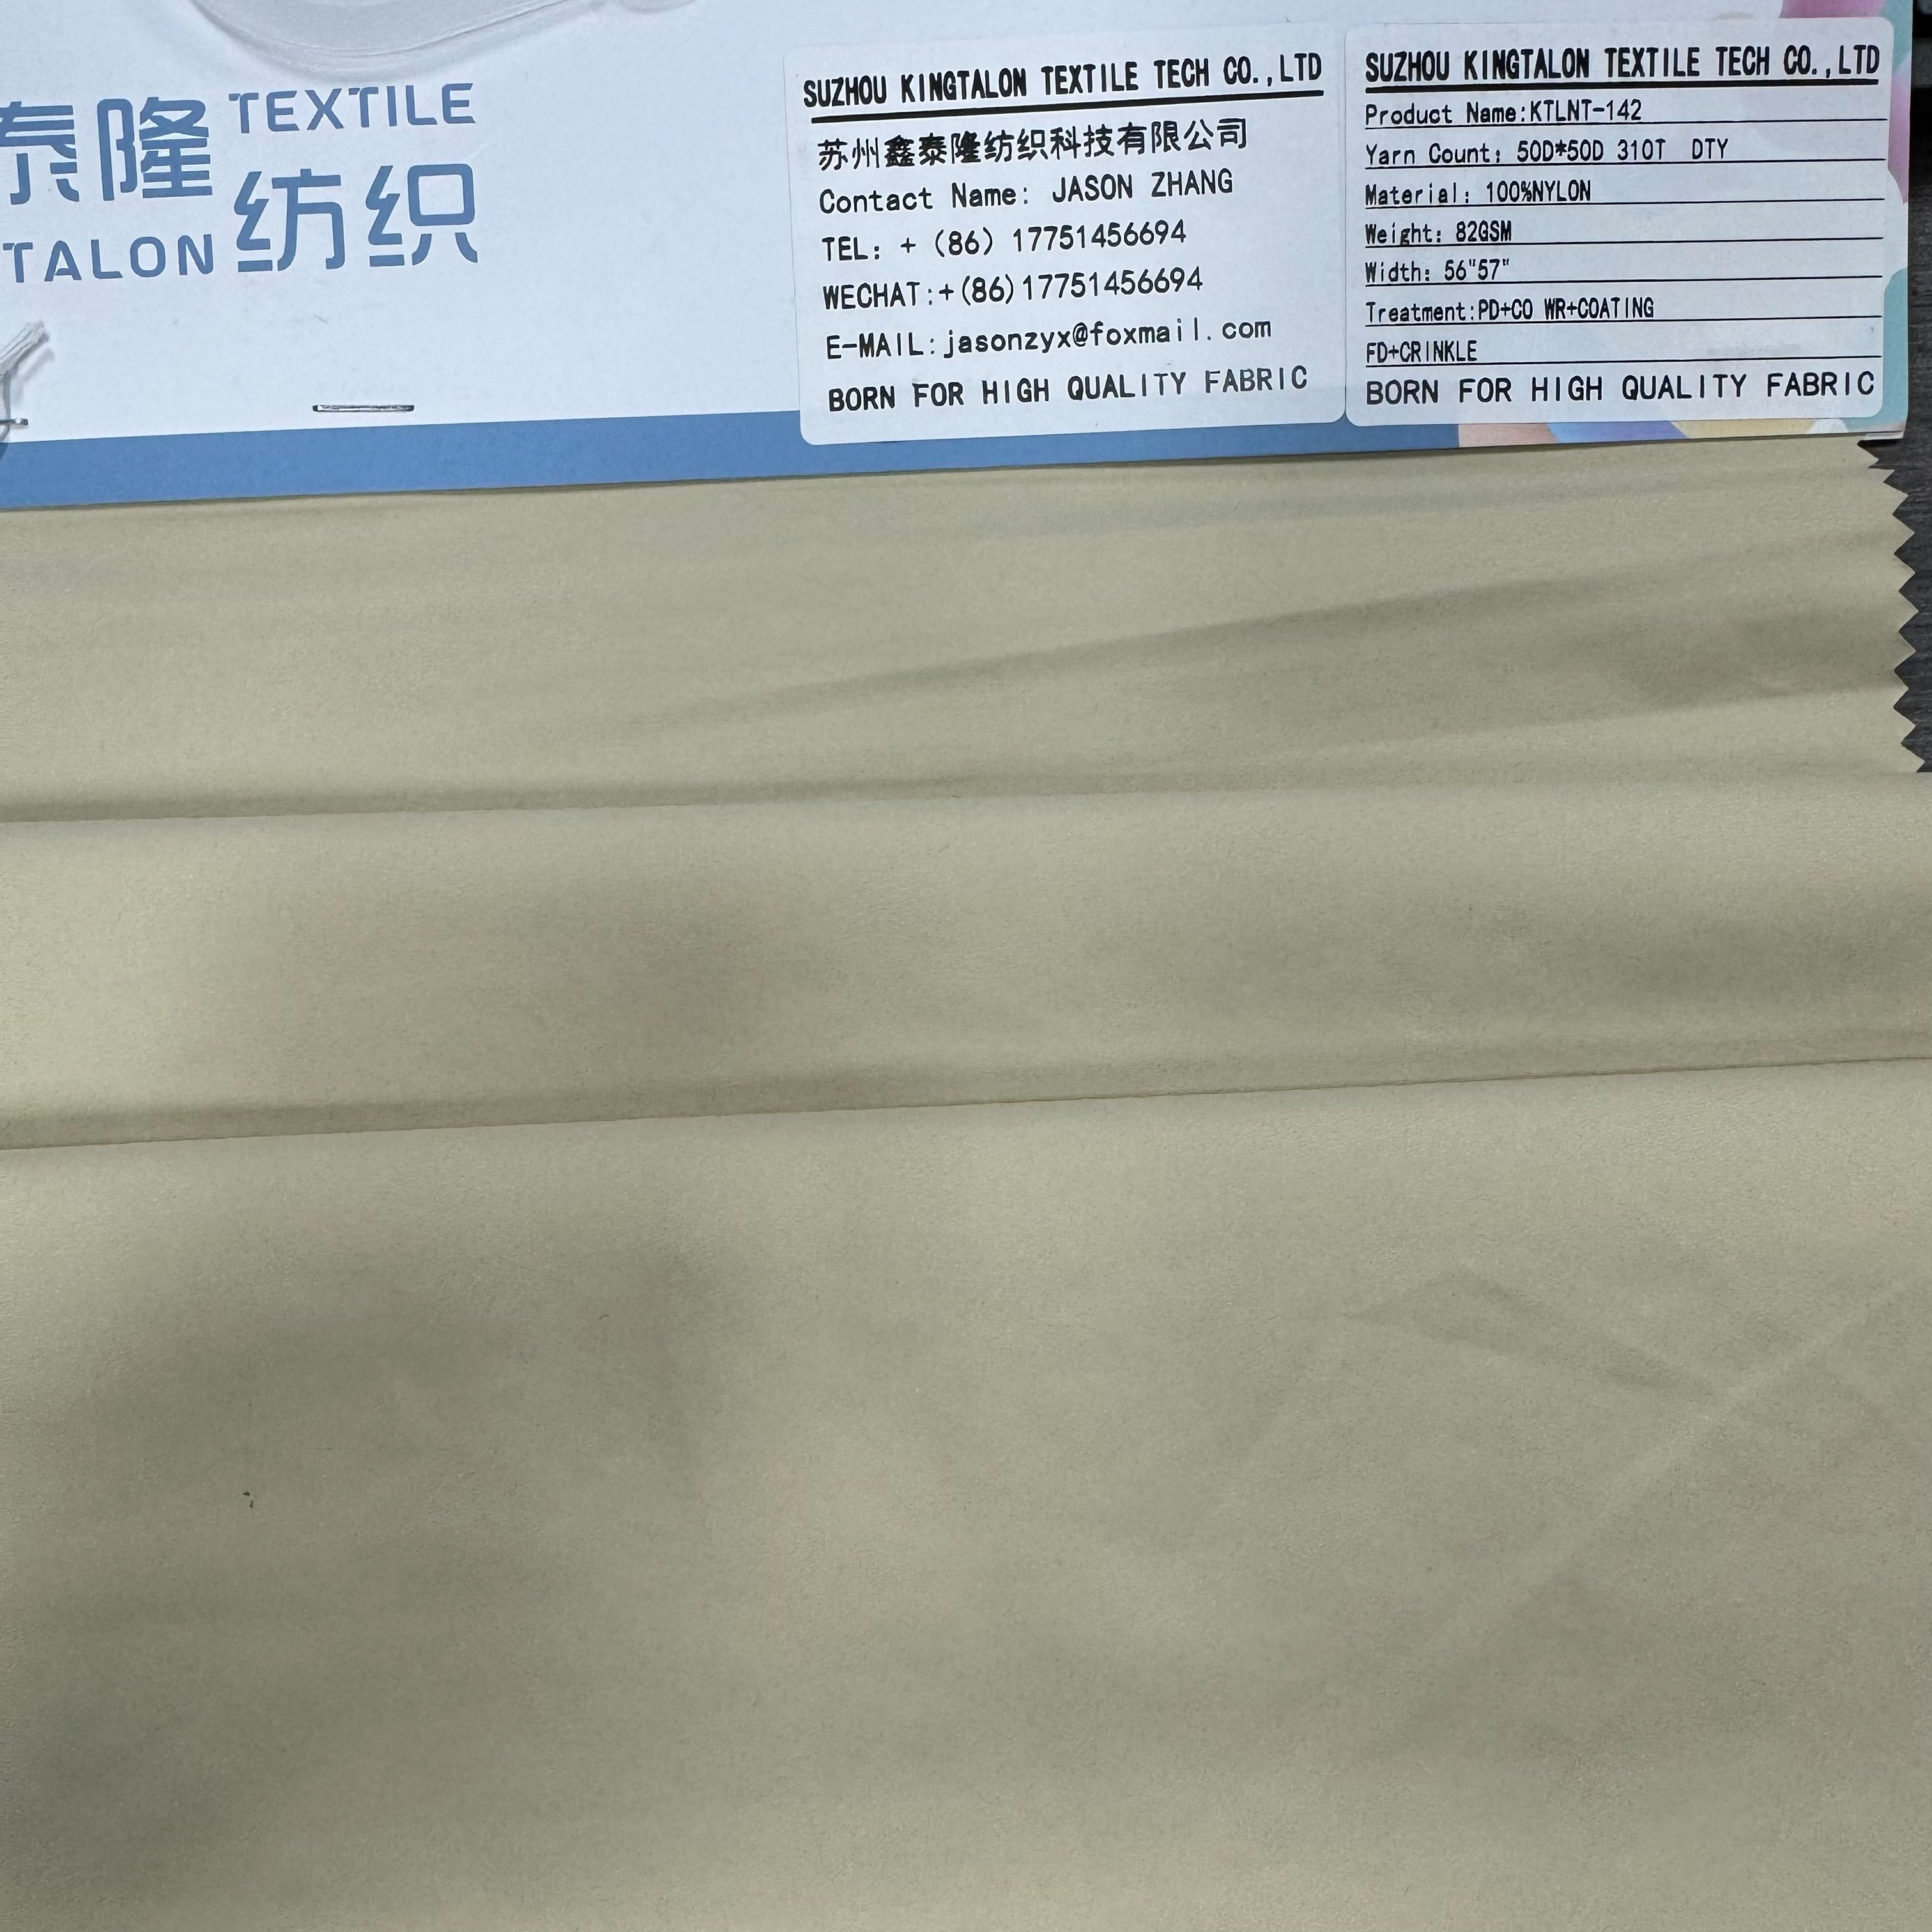 泰隆 TEXTILE
TALON 纺织
SUZHOU KINGTALON TEXTILE TECH CO.,LTD
苏州鑫泰隆纺织科技有限公司
Contact Name: JASON ZHANG
TEL: + (86) 17751456694
WECHAT:+(86)17751456694
E-MAIL:jasonzyx@foxmail.com
BORN FOR HIGH QUALITY FABRIC
SUZHOU KINGTALON TEXTILE TECH CO.,LTD
Product Name:KTLNT-142
Yarn Count: 50D*50D 310T DTY
Material: 100%NYLON
Weight: 82GSM
Width: 56"57"
Treatment:PD+CO WR+COATING
FD+CRINKLE
BORN FOR HIGH QUALITY FABRIC